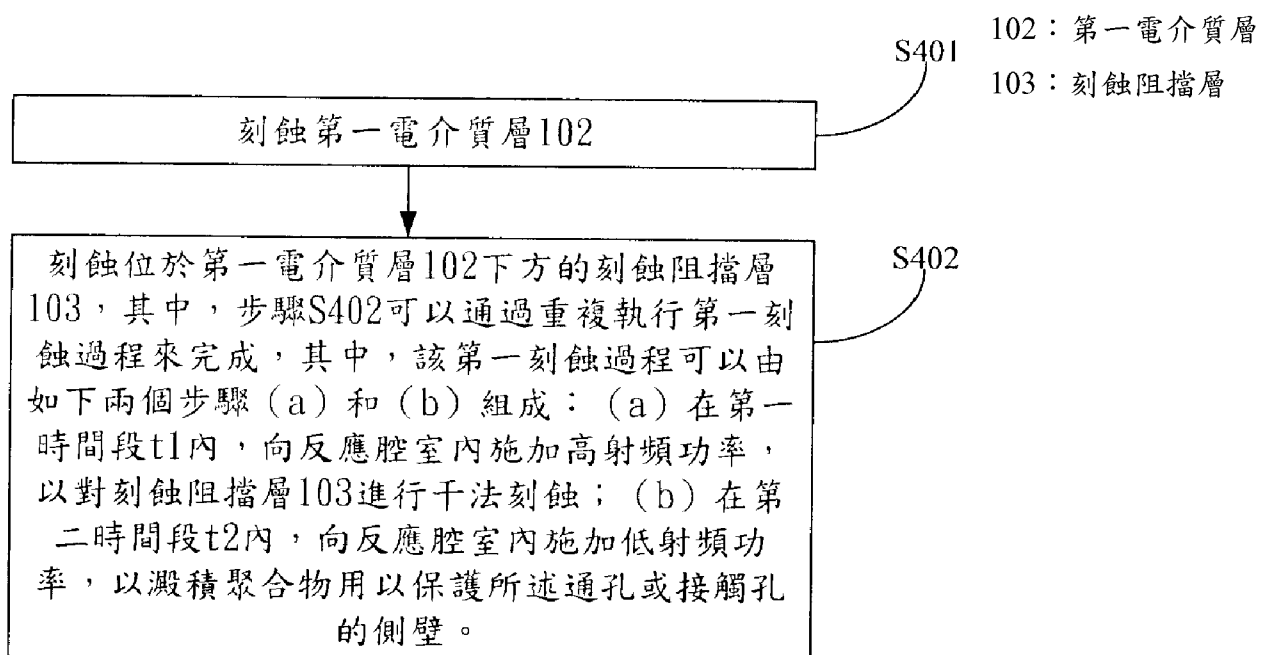 S401
102：第一電介質層
103：刻蝕阻擋層
刻蝕第一電介質層102
S402
刻蝕位於第一電介質層102下方的刻蝕阻擋層
103，其中，步驟S402可以通過重複執行第一刻
蝕過程來完成，其中，該第一刻蝕過程可以由
如下兩個步驟（a）和（b）組成：（a）在第一
時間段t1內，向反應腔室內施加高射頻功率，
以對刻蝕阻擋層103進行干法刻蝕；（b）在第
二時間段t2內，向反應腔室內施加低射頻功
率，以澱積聚合物用以保護所述通孔或接觸孔
的側壁。